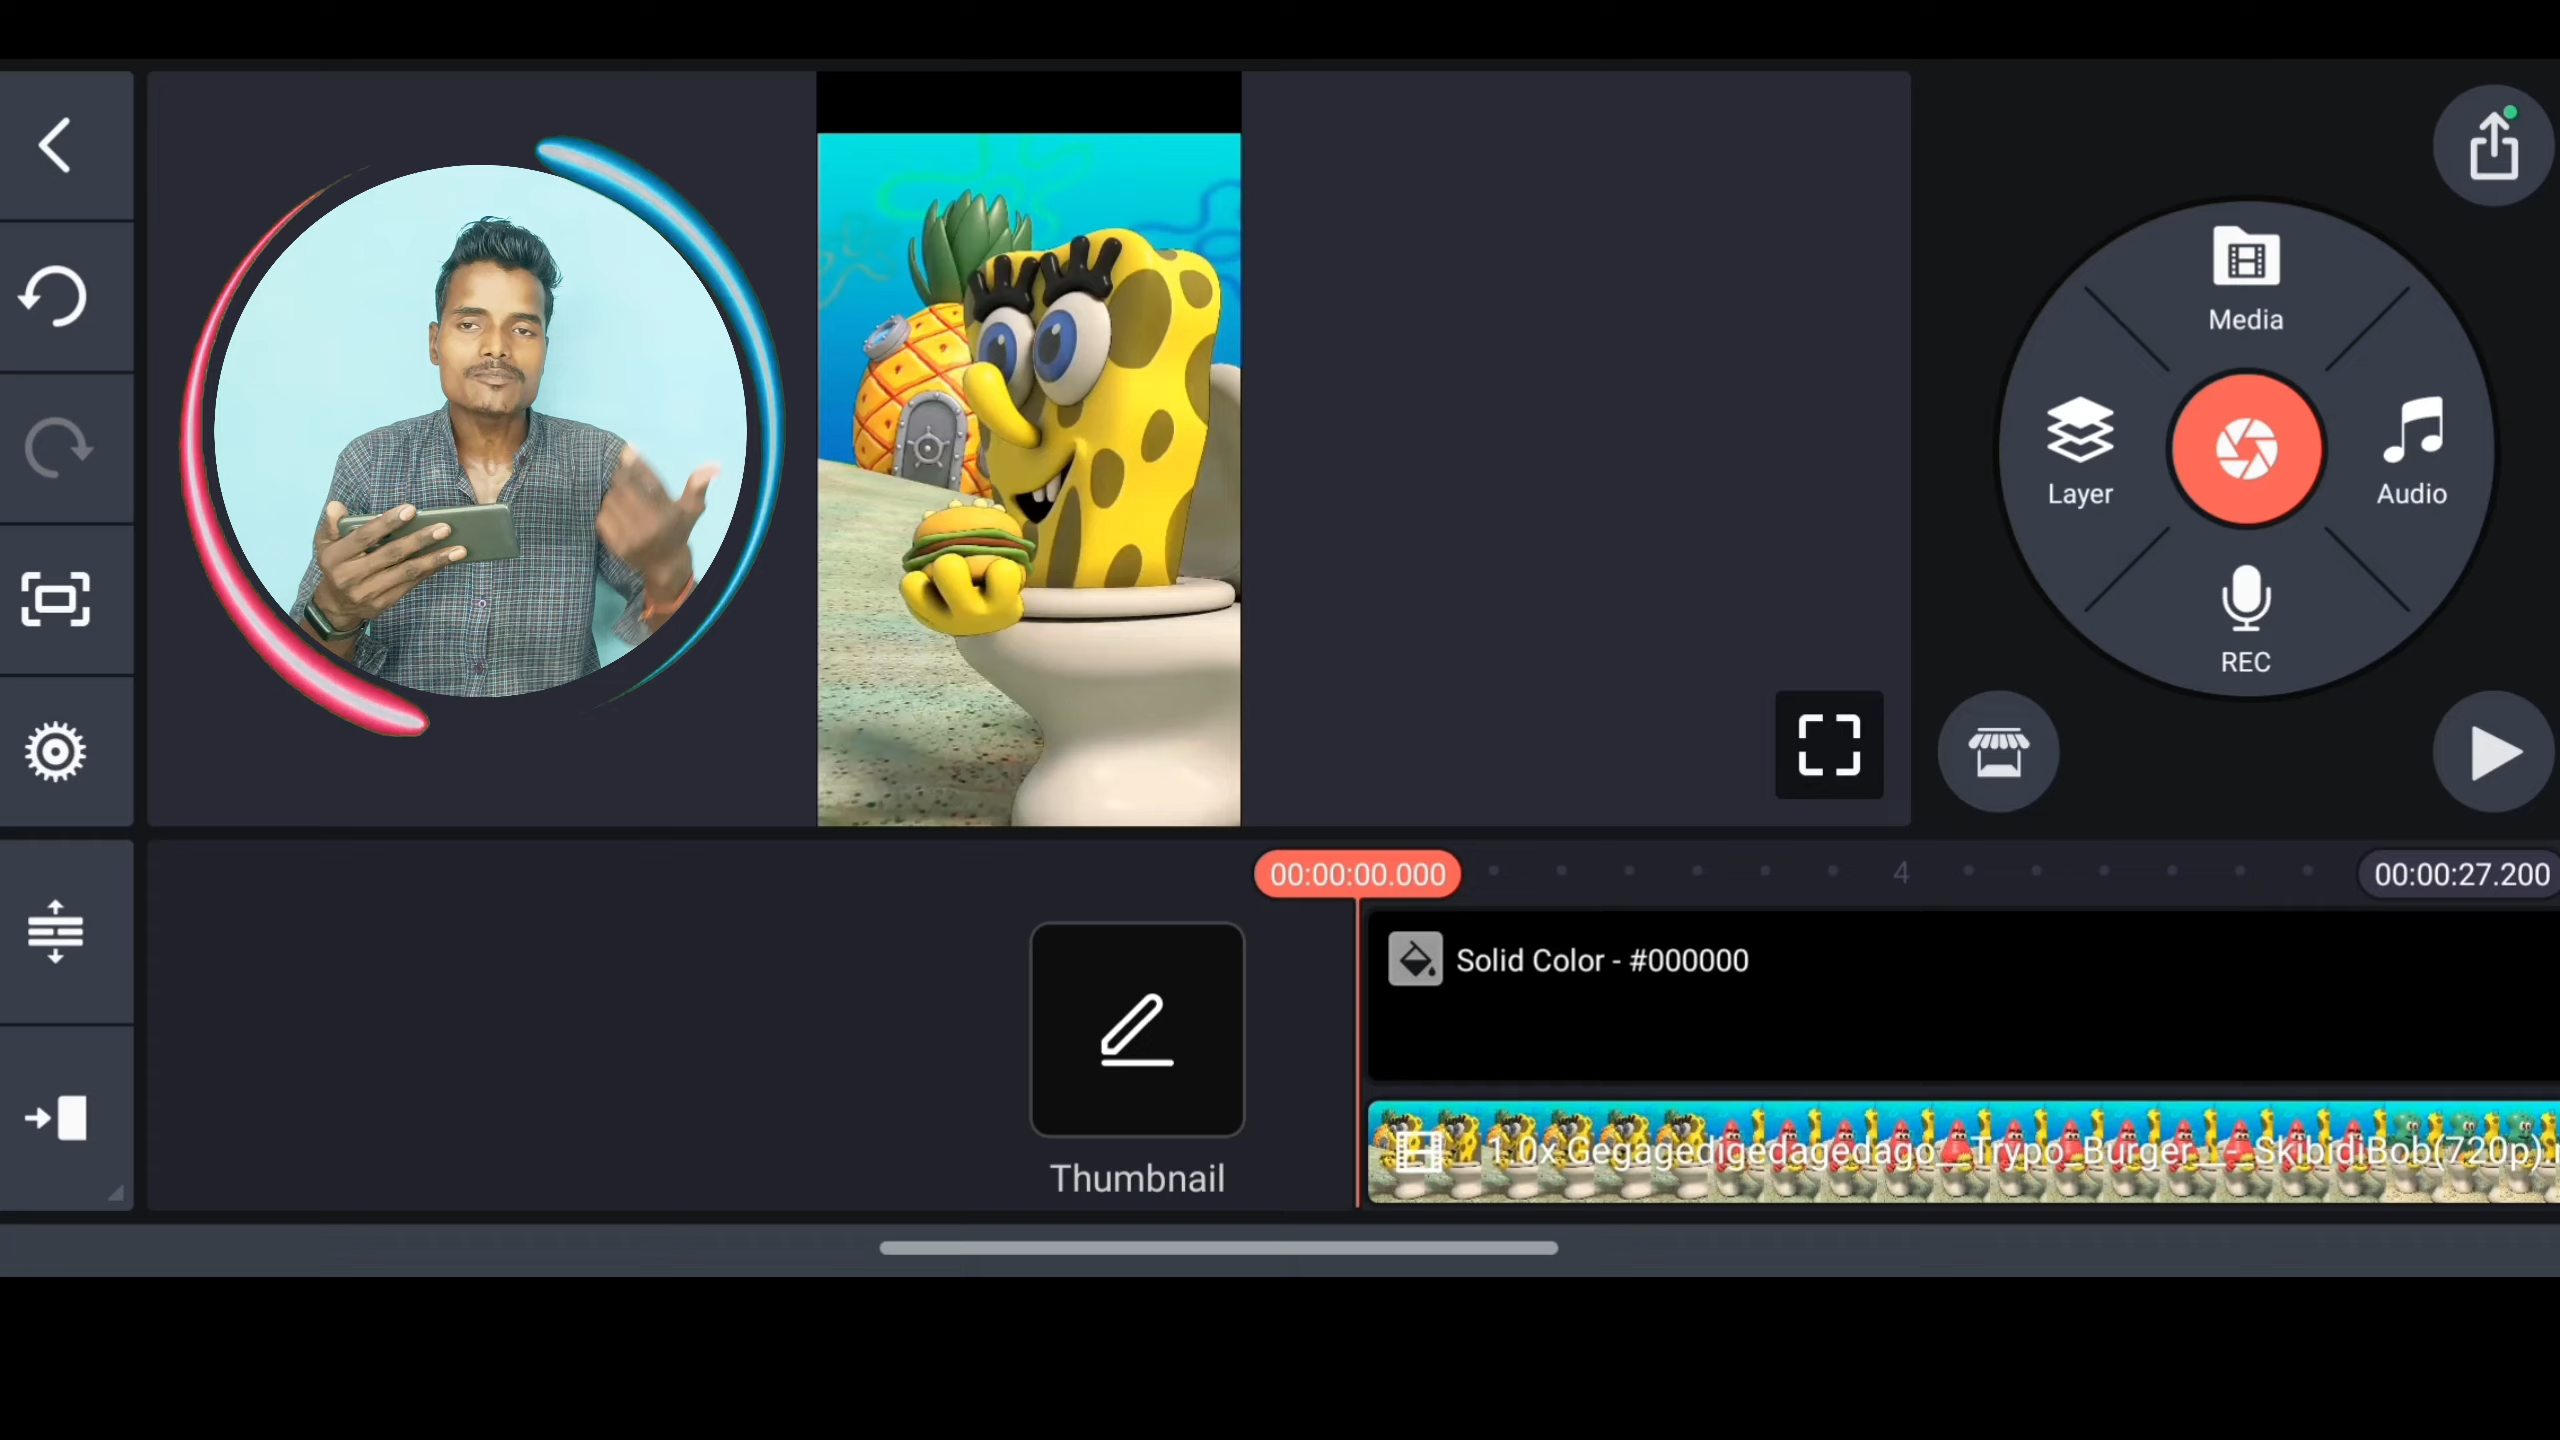 Media
Layer
Audio
REC
00:00:00.000
4
00:00:27.200
Solid Color - #000000
1.0x Gegagedigedagedago__Trypo_Burger_-_SkibidiBob(720p).
Thumbnail